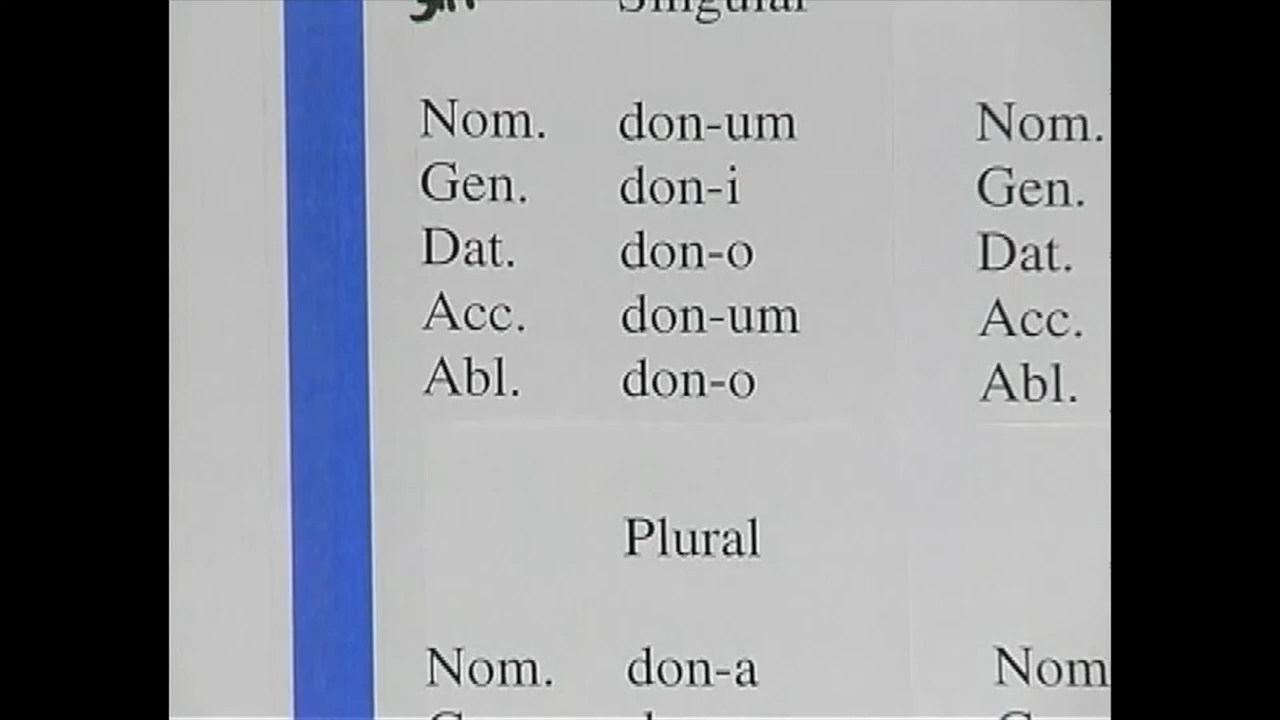 Singular
Nom. don-um Nom.
Gen. don-i Gen.
Dat. don-o Dat.
Acc. don-um Acc.
Abl. don-o Abl.
Plural
Nom. don-a Nom